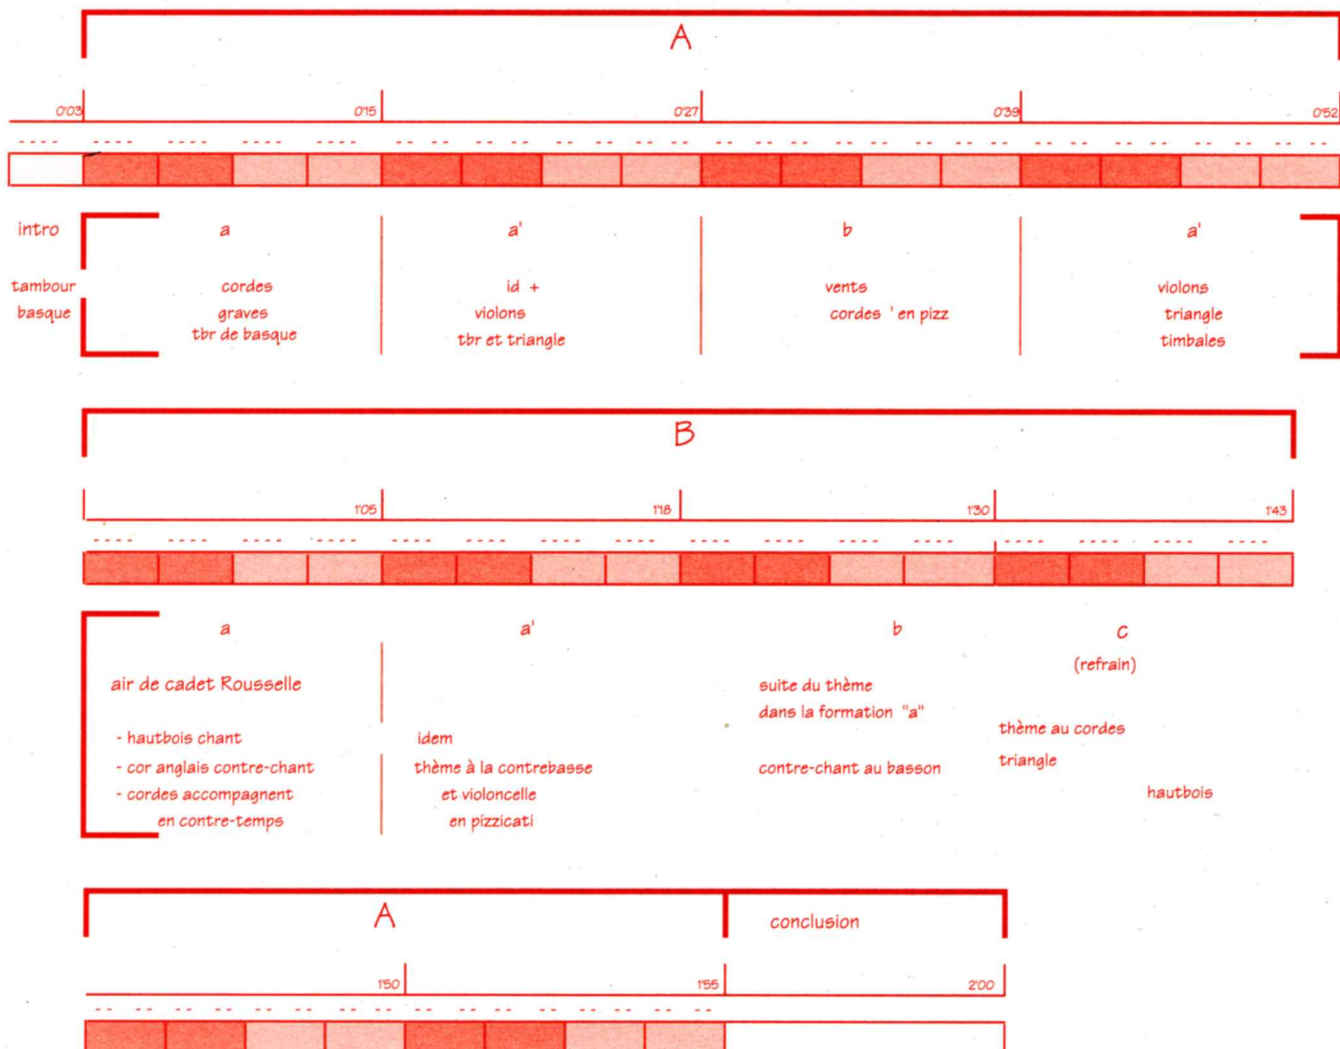 A
0'03 0'15 0'27 0'39 0'52
intro a a' b a'
tambour cordes id + vents violons
basque graves violons cordes ' en pizz triangle
tbr de basque tbr et triangle timbales
B
1'05 1'18 1'30 1'43
a a' b c
(refrain)
air de cadet Rousselle suite du thème
dans la formation "a"
thème au cordes
- hautbois chant idem
- cor anglais contre-chant thème à la contrebasse contre-chant au basson triangle
- cordes accompagnent et violoncelle hautbois
en contre-temps en pizzicati
A conclusion
1'50 1'55 2'00